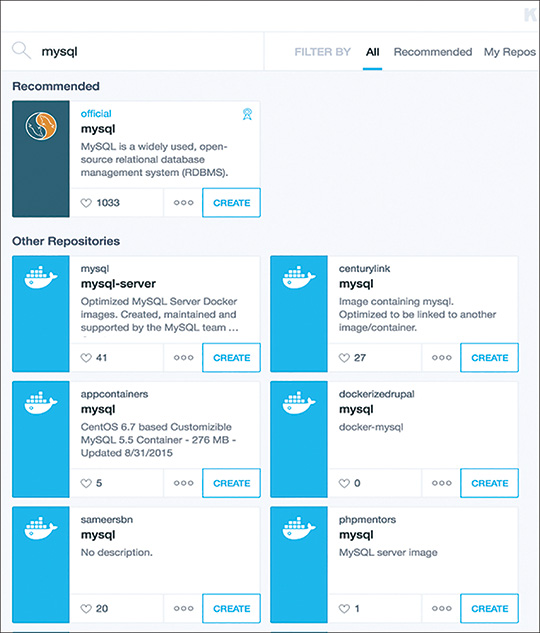 K
mysql
FILTER BY All Recommended My Repos
Recommended
official
mysql
MySQL is a widely used, open-
source relational database
management system (RDBMS).
1033
CREATE
Other Repositories
mysql
mysql-server
Optimized MySQL Server Docker
images. Created, maintained and
supported by the MySQL team ...
41
CREATE
centurylink
mysql
Image containing mysql.
Optimized to be linked to another
image/container.
27
CREATE
appcontainers
mysql
CentOS 6.7 based Customizible
MySQL 5.5 Container - 276 MB -
Updated 8/31/2015
5
CREATE
dockerizedrupal
mysql
docker-mysql
0
CREATE
sameersbn
mysql
No description.
20
CREATE
phpmentors
mysql
MySQL server image
1
CREATE